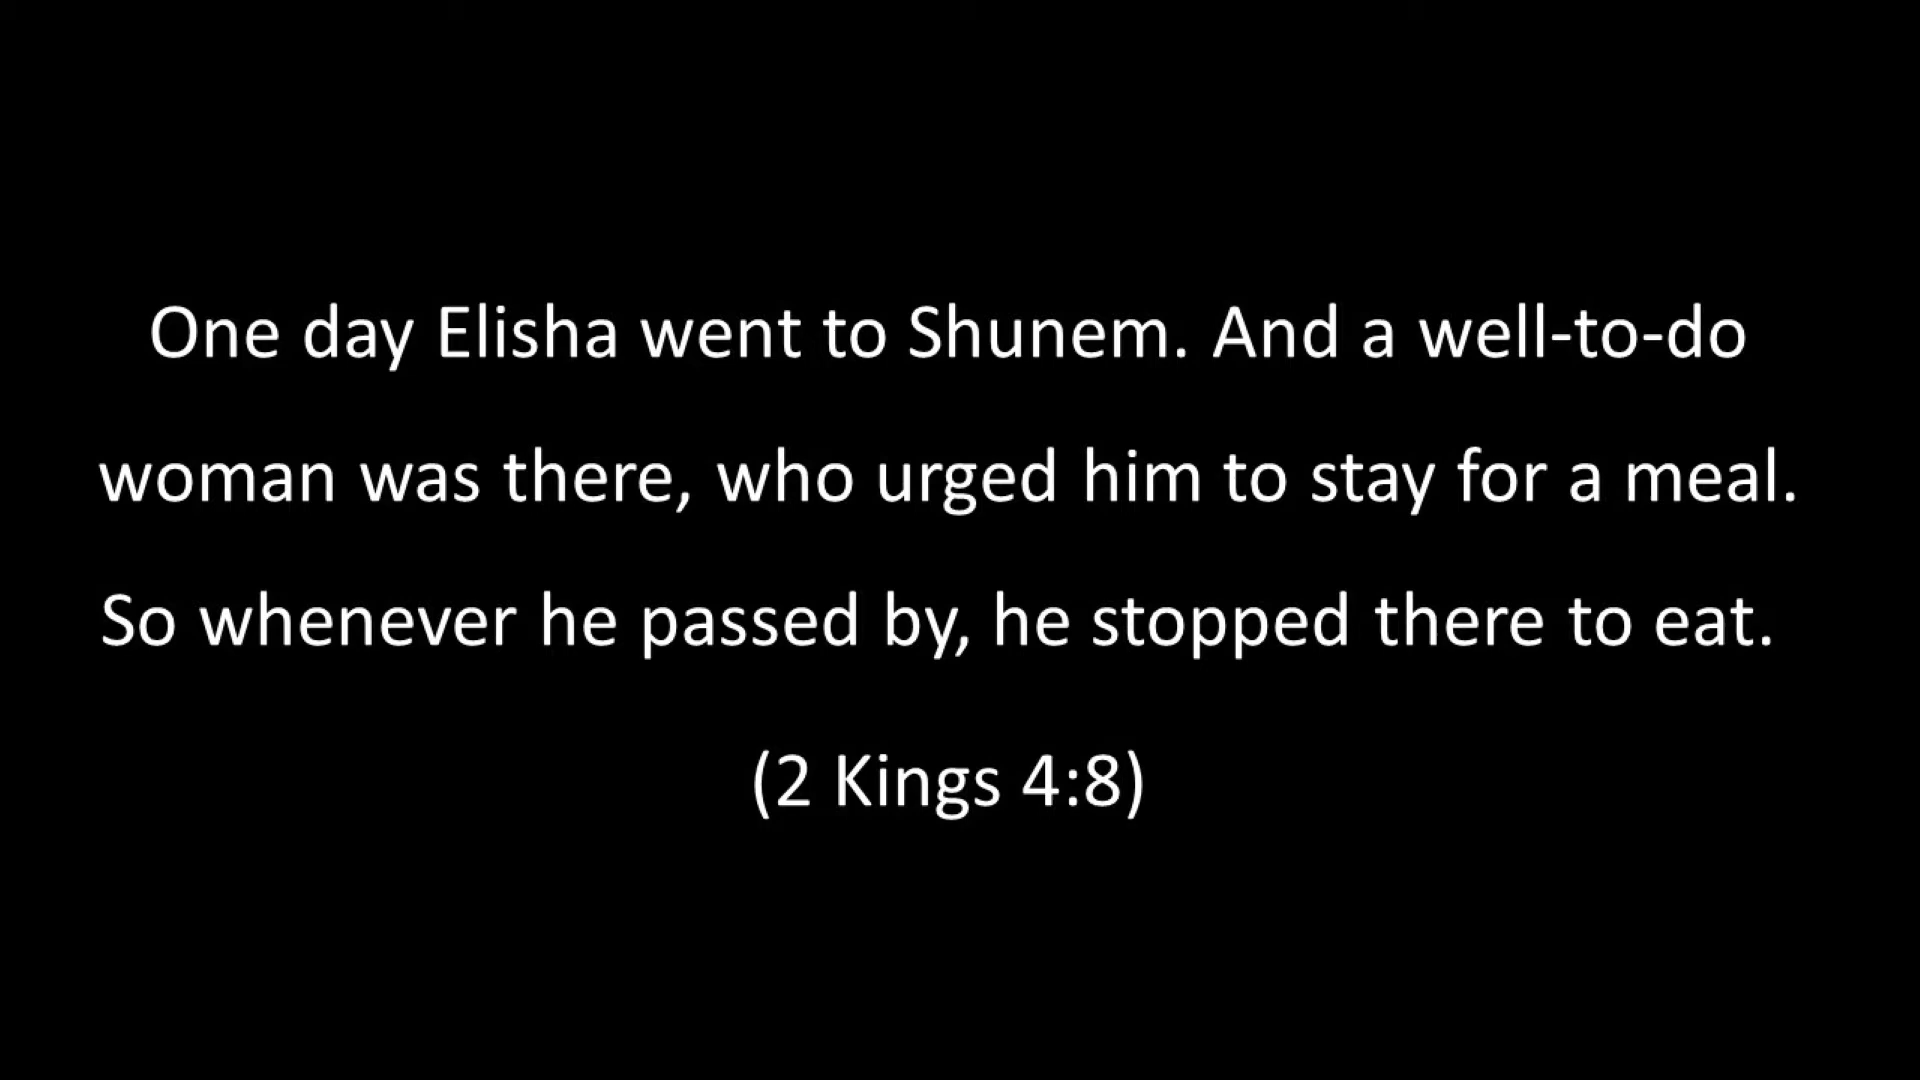 One day Elisha went to Shunem. And a well-to-do
woman was there, who urged him to stay for a meal.
So whenever he passed by, he stopped there to eat.
(2 Kings 4:8)